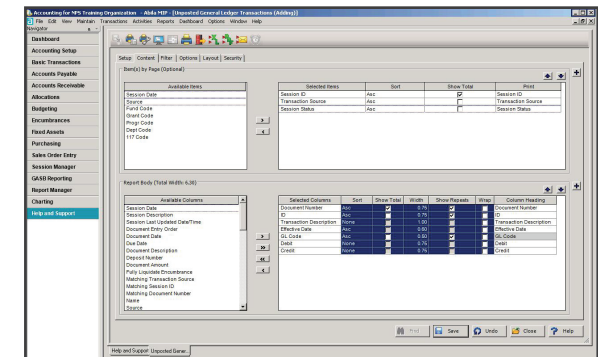 Accounting for NPS Training Organization - Abila MIP - [Unposted General Ledger Transactions (Adding)]
File Edit View Maintain Transactions Activities Reports Dashboard Options Window Help
Navigator
Dashboard
Accounting Setup
Basic Transactions
Accounts Payable
Accounts Receivable
Allocations
Budgeting
Encumbrances
Fixed Assets
Purchasing
Sales Order Entry
Session Manager
GASB Reporting
Report Manager
Charting
Help and Support
Setup Content Filter Options Layout Security
Item(s) by Page (Optional)
Available Items
Session Date
Source
Fund Code
Grant Code
Progr Code
Dept Code
117 Code
Selected Items Sort Show Total Print
Session ID Asc Session ID
Transaction Source Asc Transaction Source
Session Status Asc Session Status
Report Body (Total Width: 6.30)
Available Columns
Session Date
Session Description
Session Last Updated Date/Time
Document Entry Order
Document Date
Due Date
Document Description
Deposit Number
Document Amount
Fully Liquidate Encumbrance
Matching Transaction Source
Matching Session ID
Matching Document Number
Name
Source
Selected Columns Sort Show Total Width Show Repeats Wrap Column Heading
Document Number Asc 0.75 Document Number
ID Asc 0.75 ID
Transaction Description None 1.00 Transaction Description
Effective Date Asc Effective Date
GL Code Asc GL Code
Debit None 0.75 Debit
Credit None 0.75 Credit
Save Undo Close Help
Help and Suppor Unposted Gener...